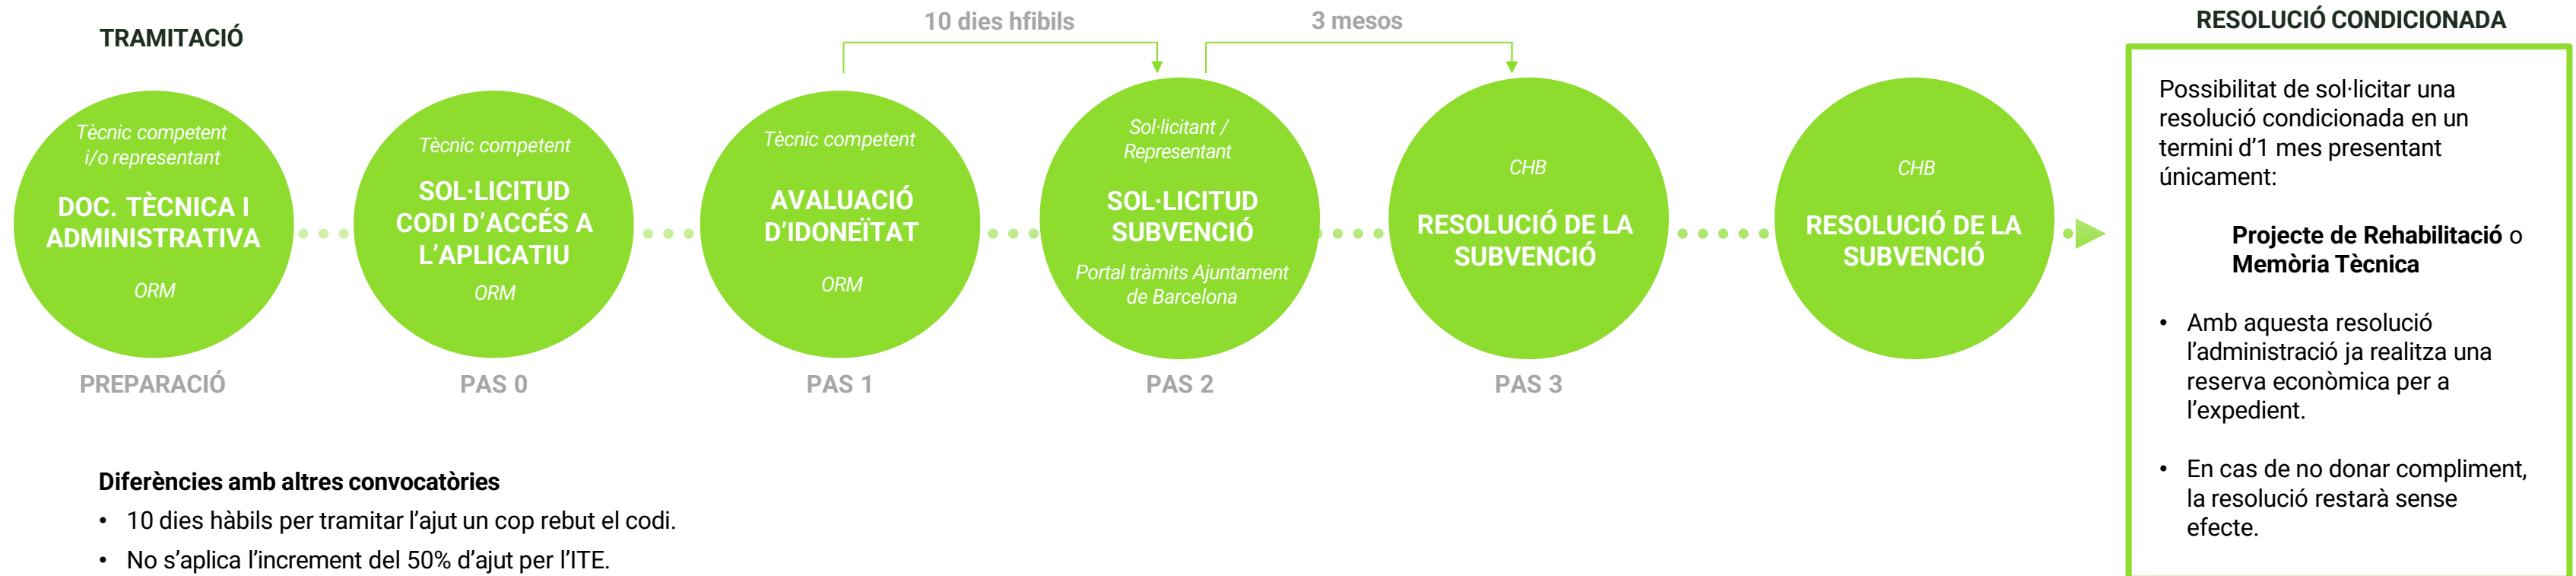 TRAMITACIÓ
10 dies hfibils
3 mesos
RESOLUCIÓ CONDICIONADA
Tècnic competent
i/o representant
DOC. TÈCNICA I
ADMINISTRATIVA
ORM
PREPARACIÓ
Tècnic competent
SOL·LICITUD
CODI D’ACCÉS A
L’APLICATIU
ORM
PAS 0
Tècnic competent
AVALUACIÓ
D’IDONEÏTAT
ORM
PAS 1
Sol·licitant /
Representant
SOL·LICITUD
SUBVENCIÓ
Portal tràmits Ajuntament
de Barcelona
PAS 2
CHB
RESOLUCIÓ DE LA
SUBVENCIÓ
PAS 3
CHB
RESOLUCIÓ DE LA
SUBVENCIÓ
Possibilitat de sol·licitar una
resolució condicionada en un
termini d’1 mes presentant
únicament:
Projecte de Rehabilitació o
Memòria Tècnica
• Amb aquesta resolució
l’administració ja realitza una
reserva econòmica per a
l’expedient.
• En cas de no donar compliment,
la resolució restarà sense
efecte.
Diferències amb altres convocatòries
• 10 dies hàbils per tramitar l’ajut un cop rebut el codi.
• No s’aplica l’increment del 50% d’ajut per l’ITE.